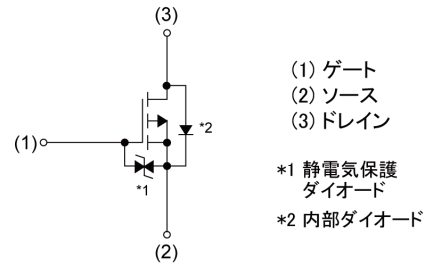 (3)
(1) ゲート
(2) ソース
(3) ドレイン
*2
(1)
*1
*1 静電気保護
ダイオード
*2 内部ダイオード
(2)